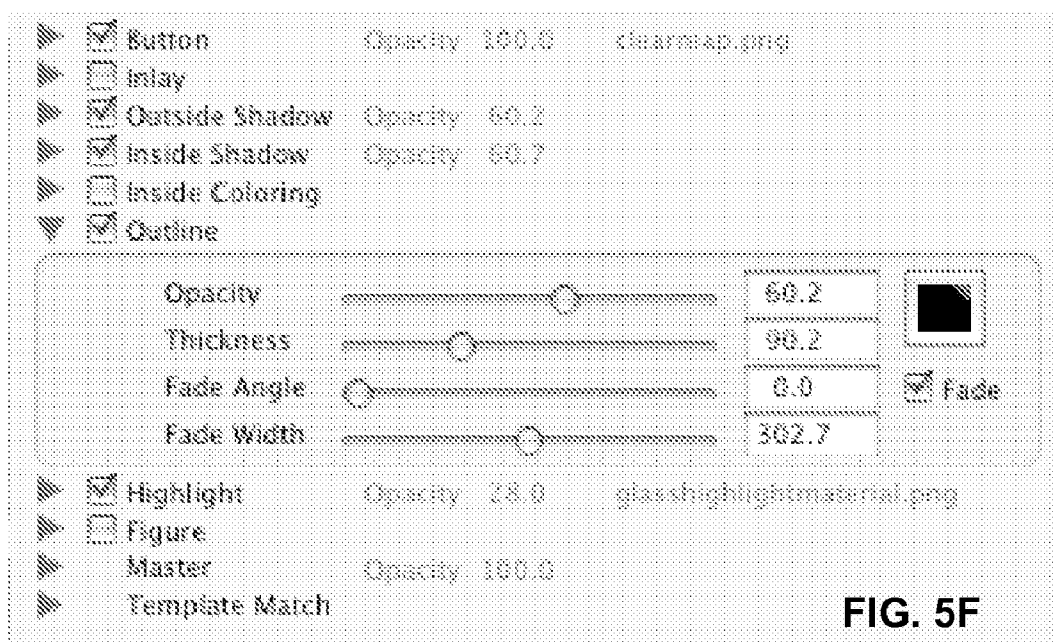 Button Opacity 100.0 clearmap.png
Inlay
Outside Shadow Opacity 60.2
Inside Shadow Opacity 60.7
Inside Coloring
Outline
Opacity 60.2
Thickness 90.2
Fade Angle 0.0 Fade
Fade Width 302.7
Highlight Opacity 28.0 glasshighlightmaterial.png
Figure
Master Opacity 100.0
Template Match
FIG. 5F